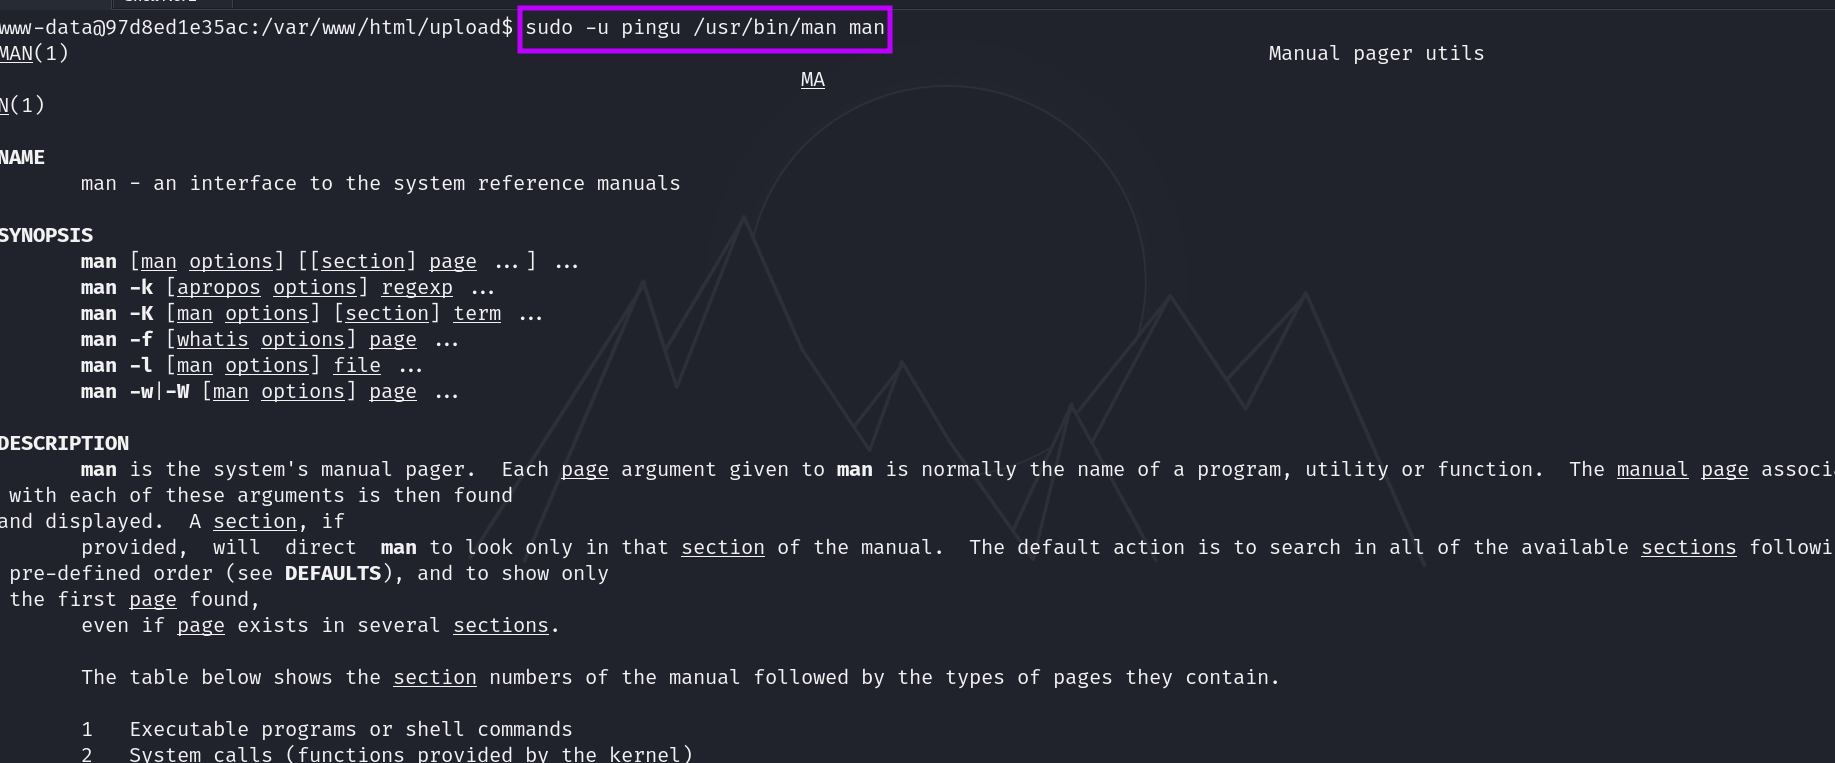 www-data@97d8ed1e35ac:/var/www/html/upload$ sudo -u pingu /usr/bin/man man
MAN(1) Manual pager utils
MA
N(1)
NAME
man - an interface to the system reference manuals
SYNOPSIS
man [man options] [[section] page ...] ...
man -k [apropos options] regexp ...
man -K [man options] [section] term ...
man -f [whatis options] page ...
man -l [man options] file ...
man -w|-W [man options] page ...
DESCRIPTION
man is the system's manual pager. Each page argument given to man is normally the name of a program, utility or function. The manual page associ
with each of these arguments is then found
and displayed. A section, if
provided, will direct man to look only in that section of the manual. The default action is to search in all of the available sections followi
pre-defined order (see DEFAULTS), and to show only
the first page found,
even if page exists in several sections.
The table below shows the section numbers of the manual followed by the types of pages they contain.
1 Executable programs or shell commands
2 System calls (functions provided by the kernel)